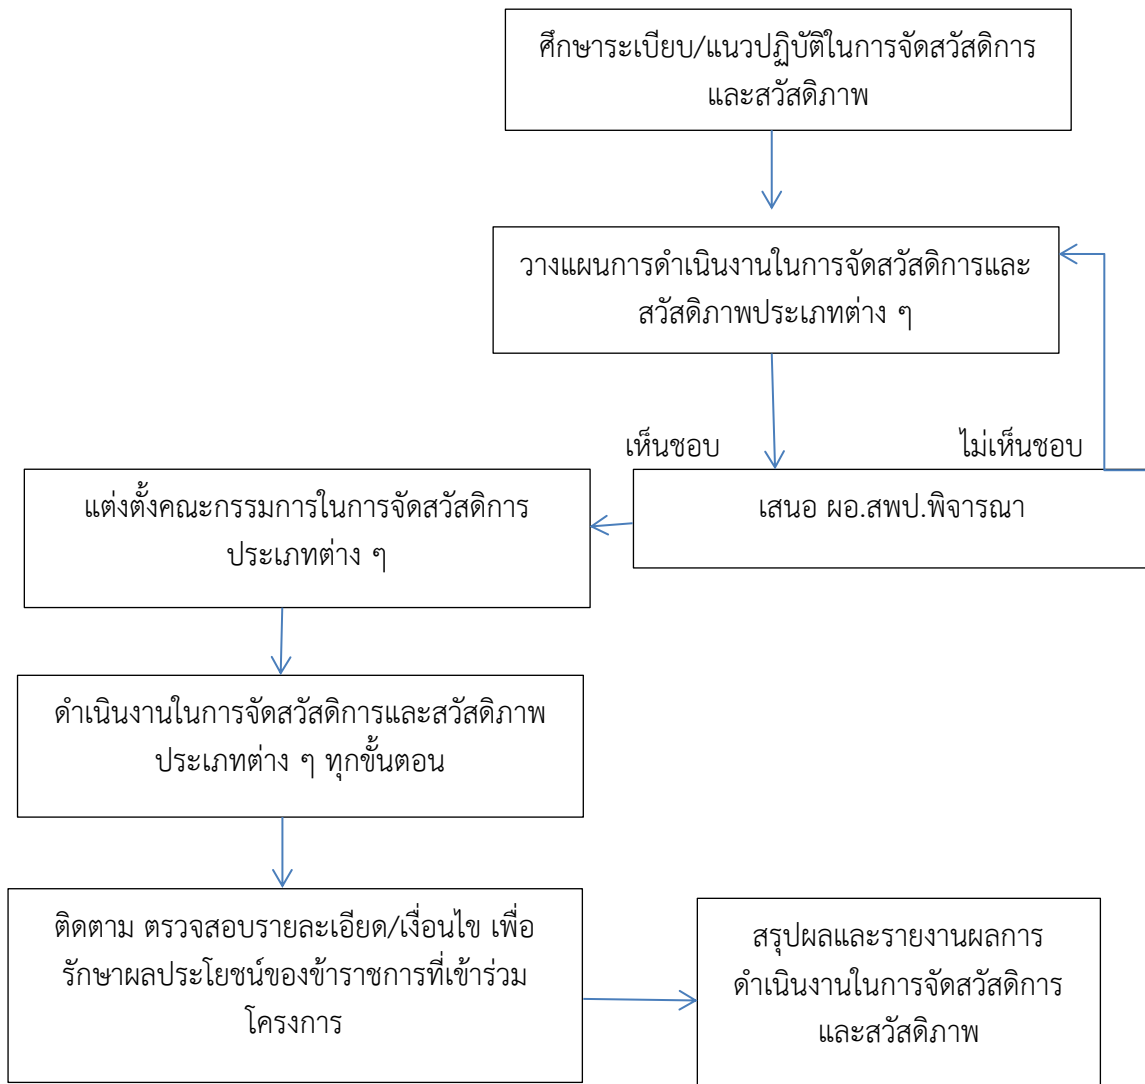 ศึกษาระเบียบ/แนวปฏิบัติในการจัดสวัสดิการ
และสวัสดิภาพ
วางแผนการดำเนินงานในการจัดสวัสดิการและ
สวัสดิภาพประเภทต่าง ๆ
เห็นชอบ
ไม่เห็นชอบ
เสนอ ผอ.สพป.พิจารณา
แต่งตั้งคณะกรรมการในการจัดสวัสดิการ
ประเภทต่าง ๆ
ดำเนินงานในการจัดสวัสดิการและสวัสดิภาพ
ประเภทต่าง ๆ ทุกขั้นตอน
ติดตาม ตรวจสอบรายละเอียด/เงื่อนไข เพื่อ
รักษาผลประโยชน์ของข้าราชการที่เข้าร่วม
โครงการ
สรุปผลและรายงานผลการ
ดำเนินงานในการจัดสวัสดิการ
และสวัสดิภาพ